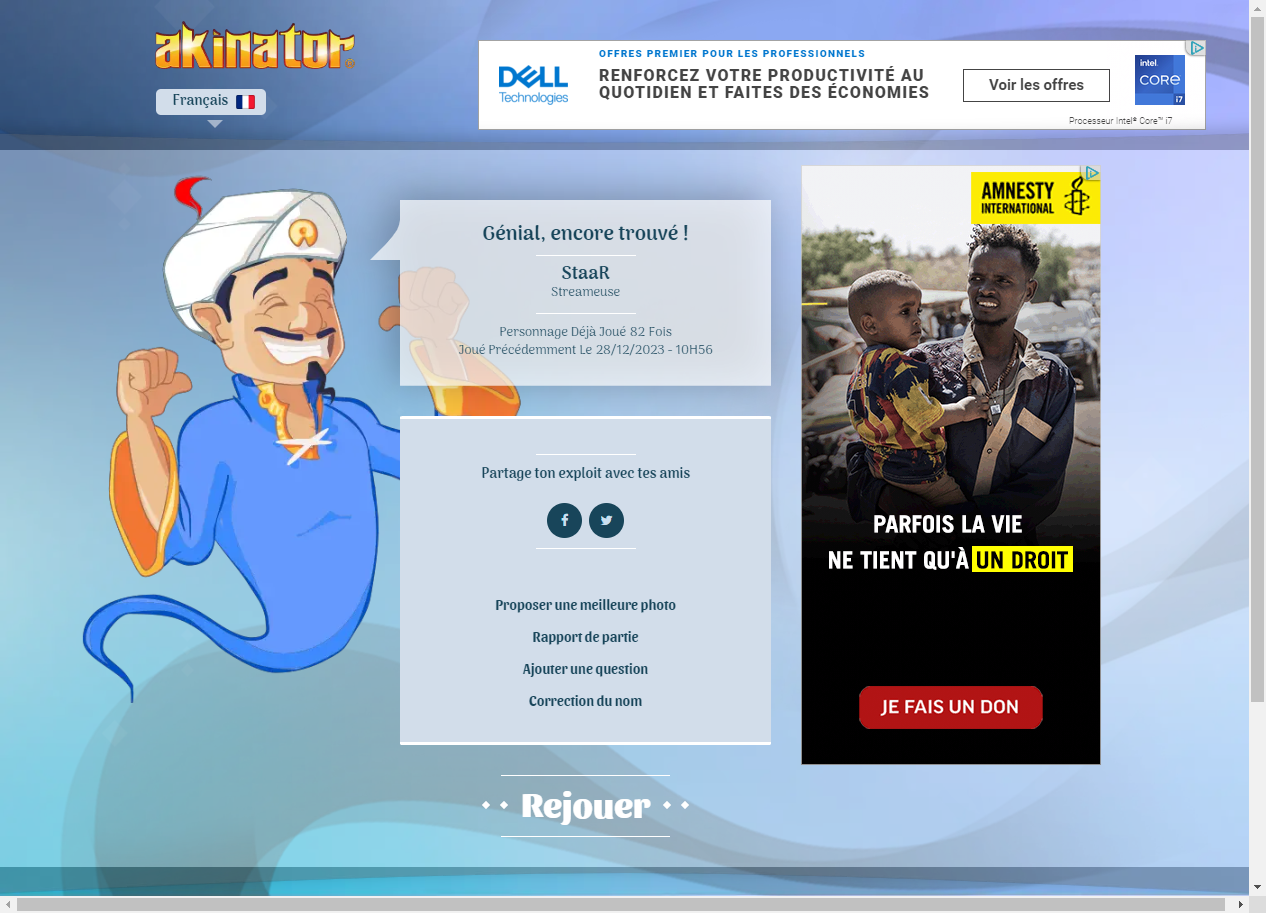 akinator
Français
OFFRES PREMIER POUR LES PROFESSIONNELS
RENFORCEZ VOTRE PRODUCTIVITÉ AU
QUOTIDIEN ET FAITES DES ÉCONOMIES
DELL
Technologies
Voir les offres
intel
CORE
i7
Processeur Intel® Core™ i7
Génial, encore trouvé !
StaaR
Streameuse
Personnage Déjà Joué 82 Fois
Joué Précédemment Le 28/12/2023 - 10H56
Partage ton exploit avec tes amis
Proposer une meilleure photo
Rapport de partie
Ajouter une question
Correction du nom
Rejouer
AMNESTY
INTERNATIONAL
PARFOIS LA VIE
NE TIENT QU'À UN DROIT
JE FAIS UN DON